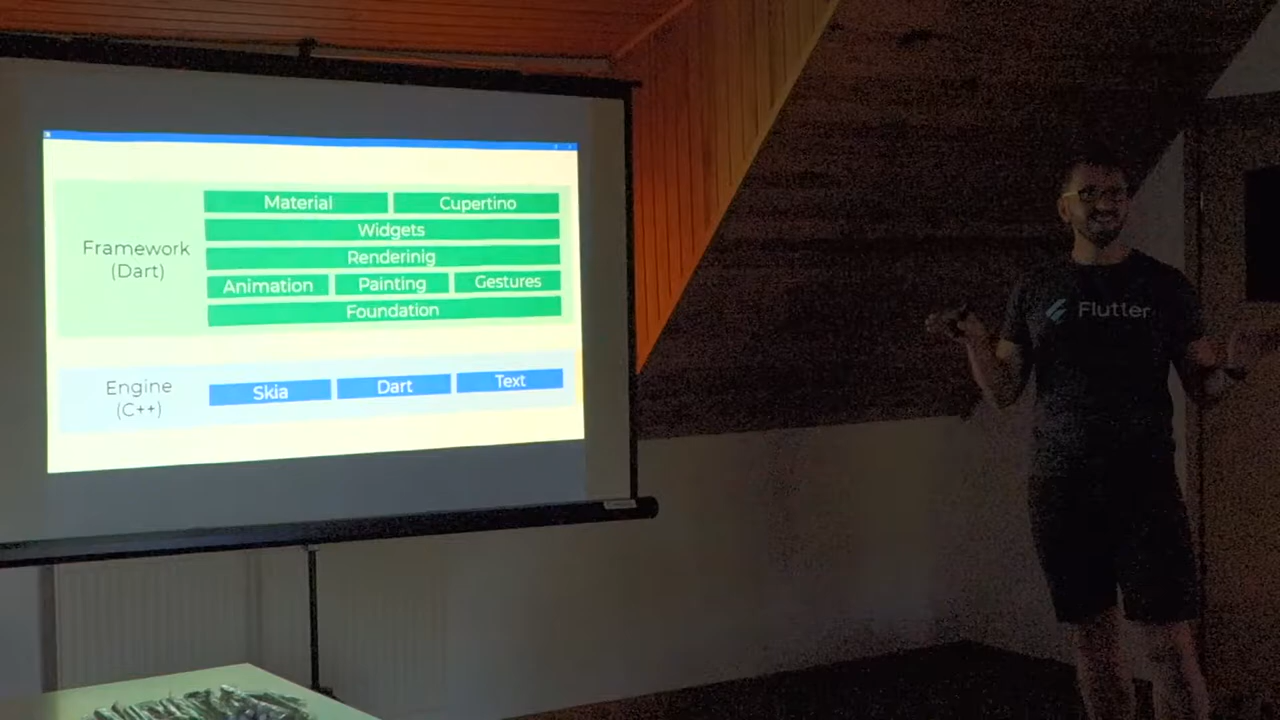 Material Cupertino
Widgets
Renderinig
Animation Painting Gestures
Foundation
Framework
(Dart)
Engine
(C++)
Skia Dart Text
Flutter